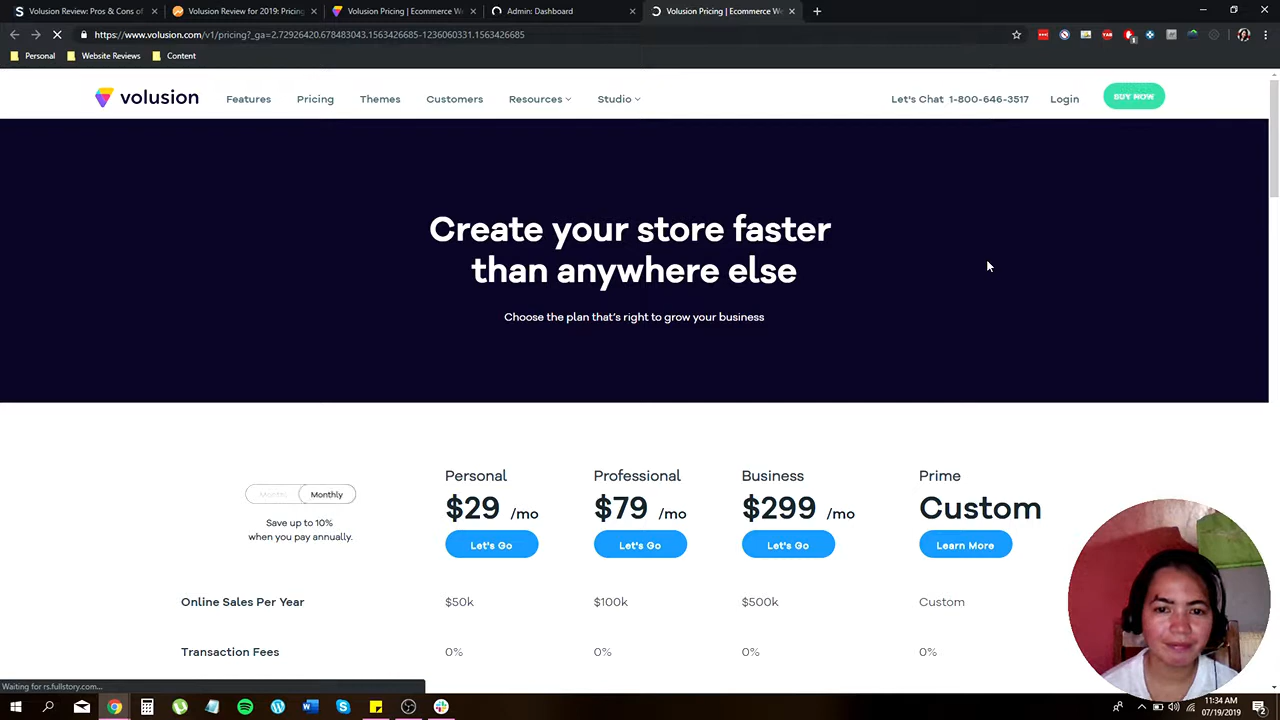 Volusion Review: Pros & Cons of
Volusion Review for 2019: Pricing
Volusion Pricing | Ecommerce W
Admin: Dashboard
Volusion Pricing | Ecommerce W
https://www.volusion.com/v1/pricing?_ga=2.72926420.678483043.1563426685-1236060331.1563426685
Personal
Website Reviews
Content
volusion
Features
Pricing
Themes
Customers
Resources
Studio
Let's Chat 1-800-646-3517
Login
BUY NOW
Create your store faster
than anywhere else
Choose the plan that's right to grow your business
Monthly
Save up to 10%
when you pay annually.
Personal
$29 /mo
Let's Go
Professional
$79 /mo
Let's Go
Business
$299 /mo
Let's Go
Prime
Custom
Learn More
Online Sales Per Year
$50k
$100k
$500k
Custom
Transaction Fees
0%
0%
0%
0%
Waiting for rs.fullstory.com...
11:34 AM
07/19/2019